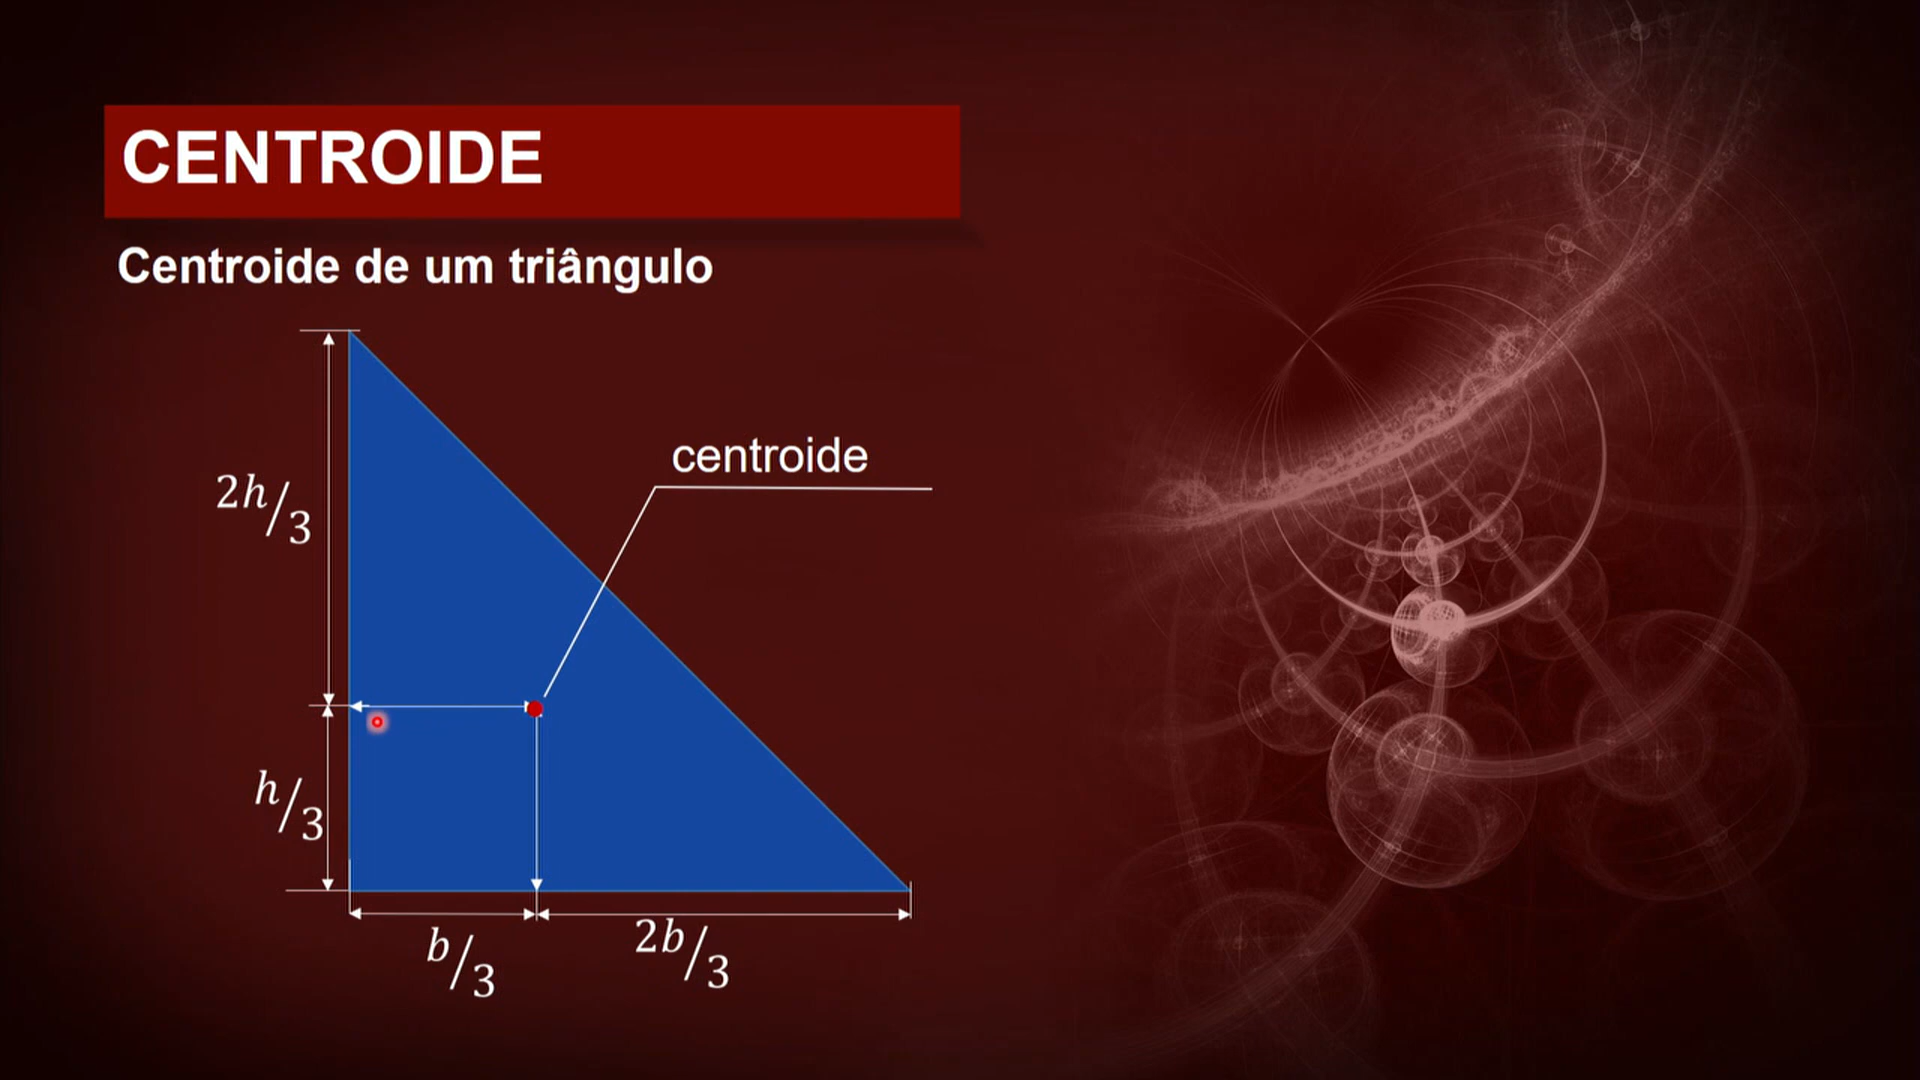 CENTROIDE
Centroide de um triângulo
centroide
2h/3
h/3
b/3
2b/3